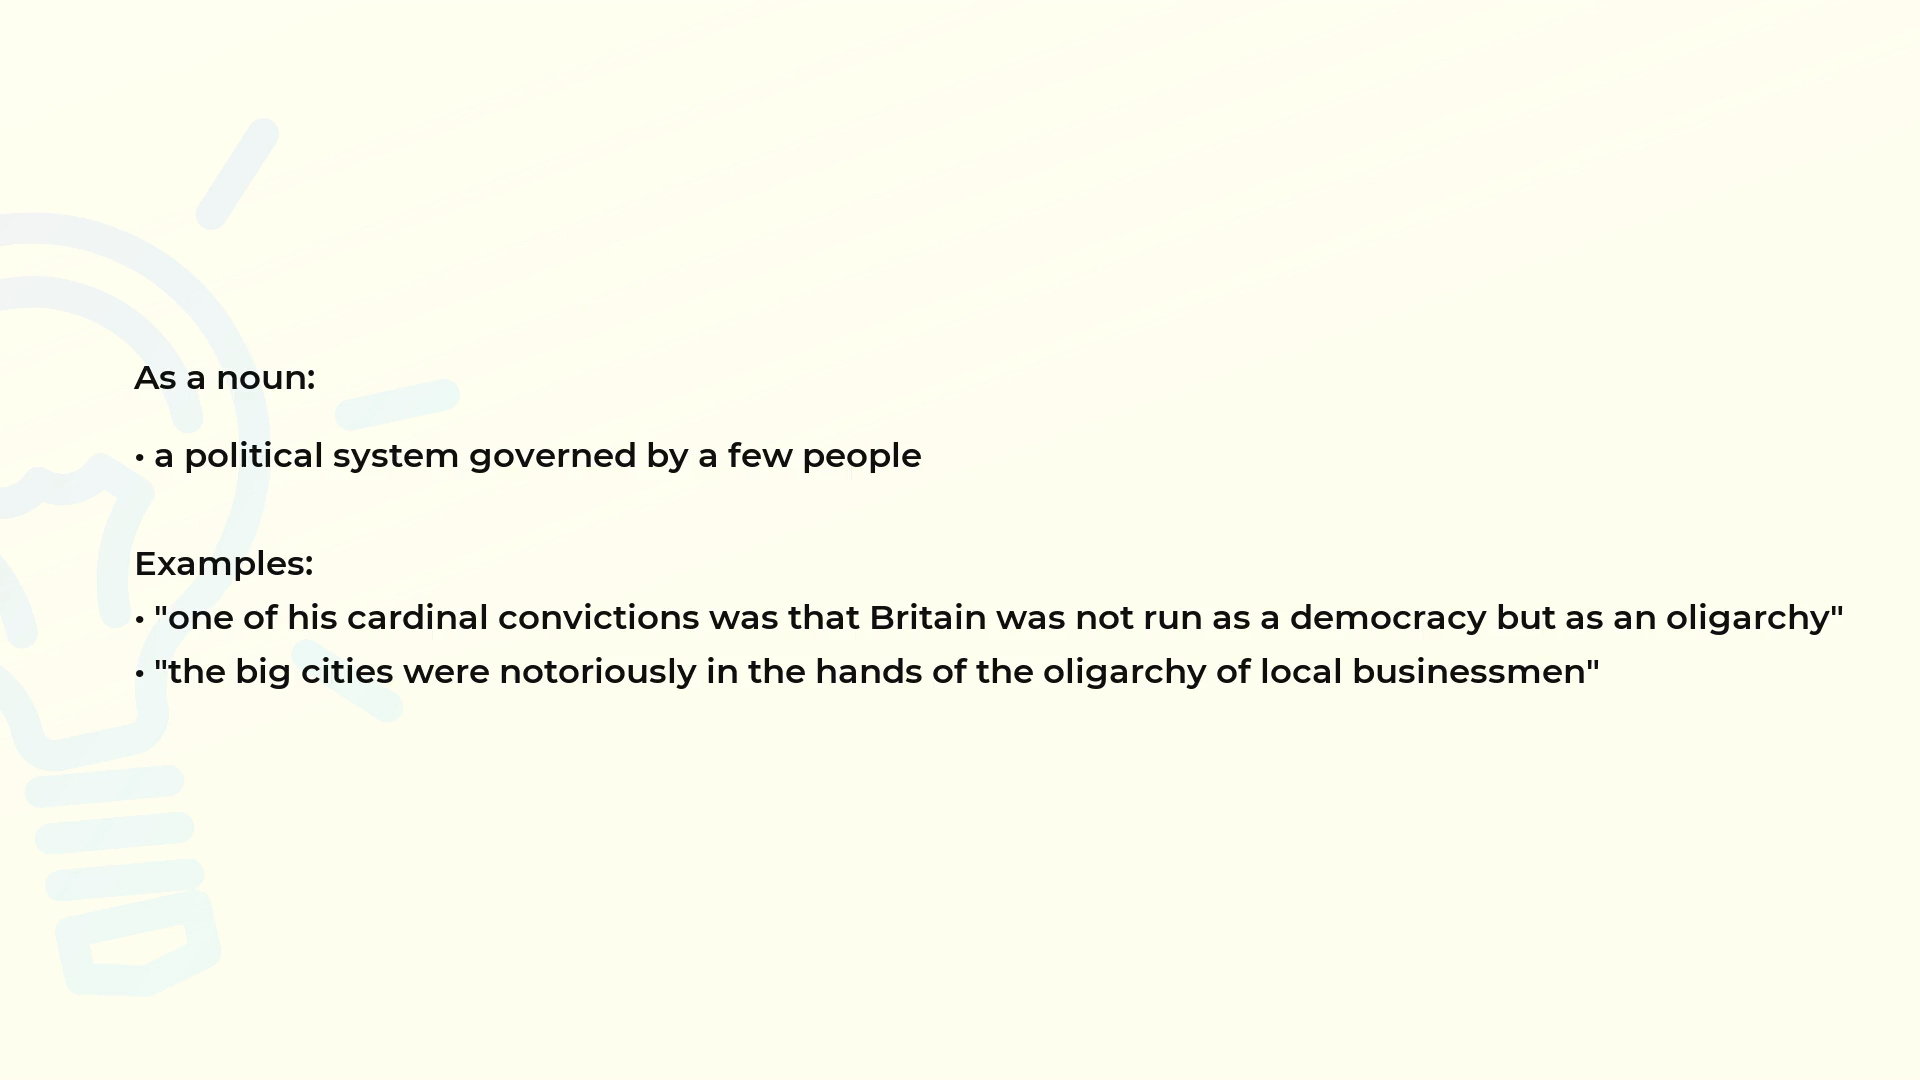 As a noun:
• a political system governed by a few people
Examples:
• "one of his cardinal convictions was that Britain was not run as a democracy but as an oligarchy"
• "the big cities were notoriously in the hands of the oligarchy of local businessmen"